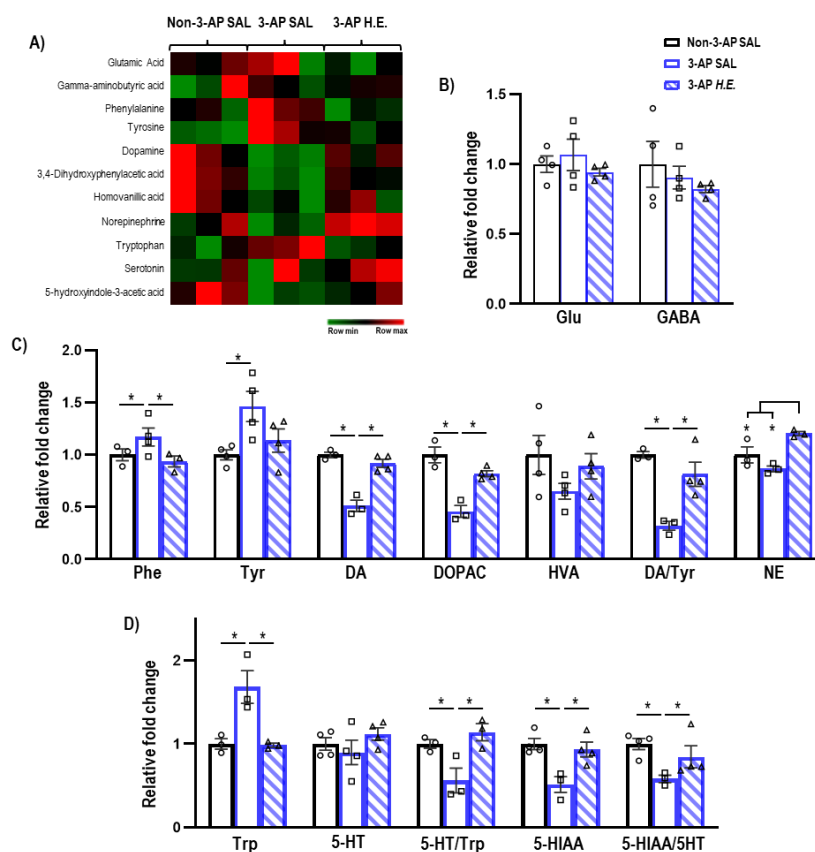 Non-3-AP SAL 3-AP SAL 3-AP H.E.
A)
Glutamic Acid
Gamma-aminobutyric acid
Phenylalanine
Tyrosine
Dopamine
3,4-Dihydroxyphenylacetic acid
Homovanillic acid
Norepinephrine
Tryptophan
Serotonin
5-hydroxyindole-3-acetic acid
Row min Row max
Non-3-AP SAL
3-AP SAL
3-AP H.E.
B)
Relative fold change
1.5
1.0
0.5
0.0
Glu GABA
C)
Relative fold change
2.0
1.5
1.0
0.5
0.0
* * * * * * * * * * *
Phe Tyr DA DOPAC HVA DA/Tyr NE
D)
Relative fold change
2
1
0
* * * * * * * *
Trp 5-HT 5-HT/Trp 5-HIAA 5-HIAA/5HT